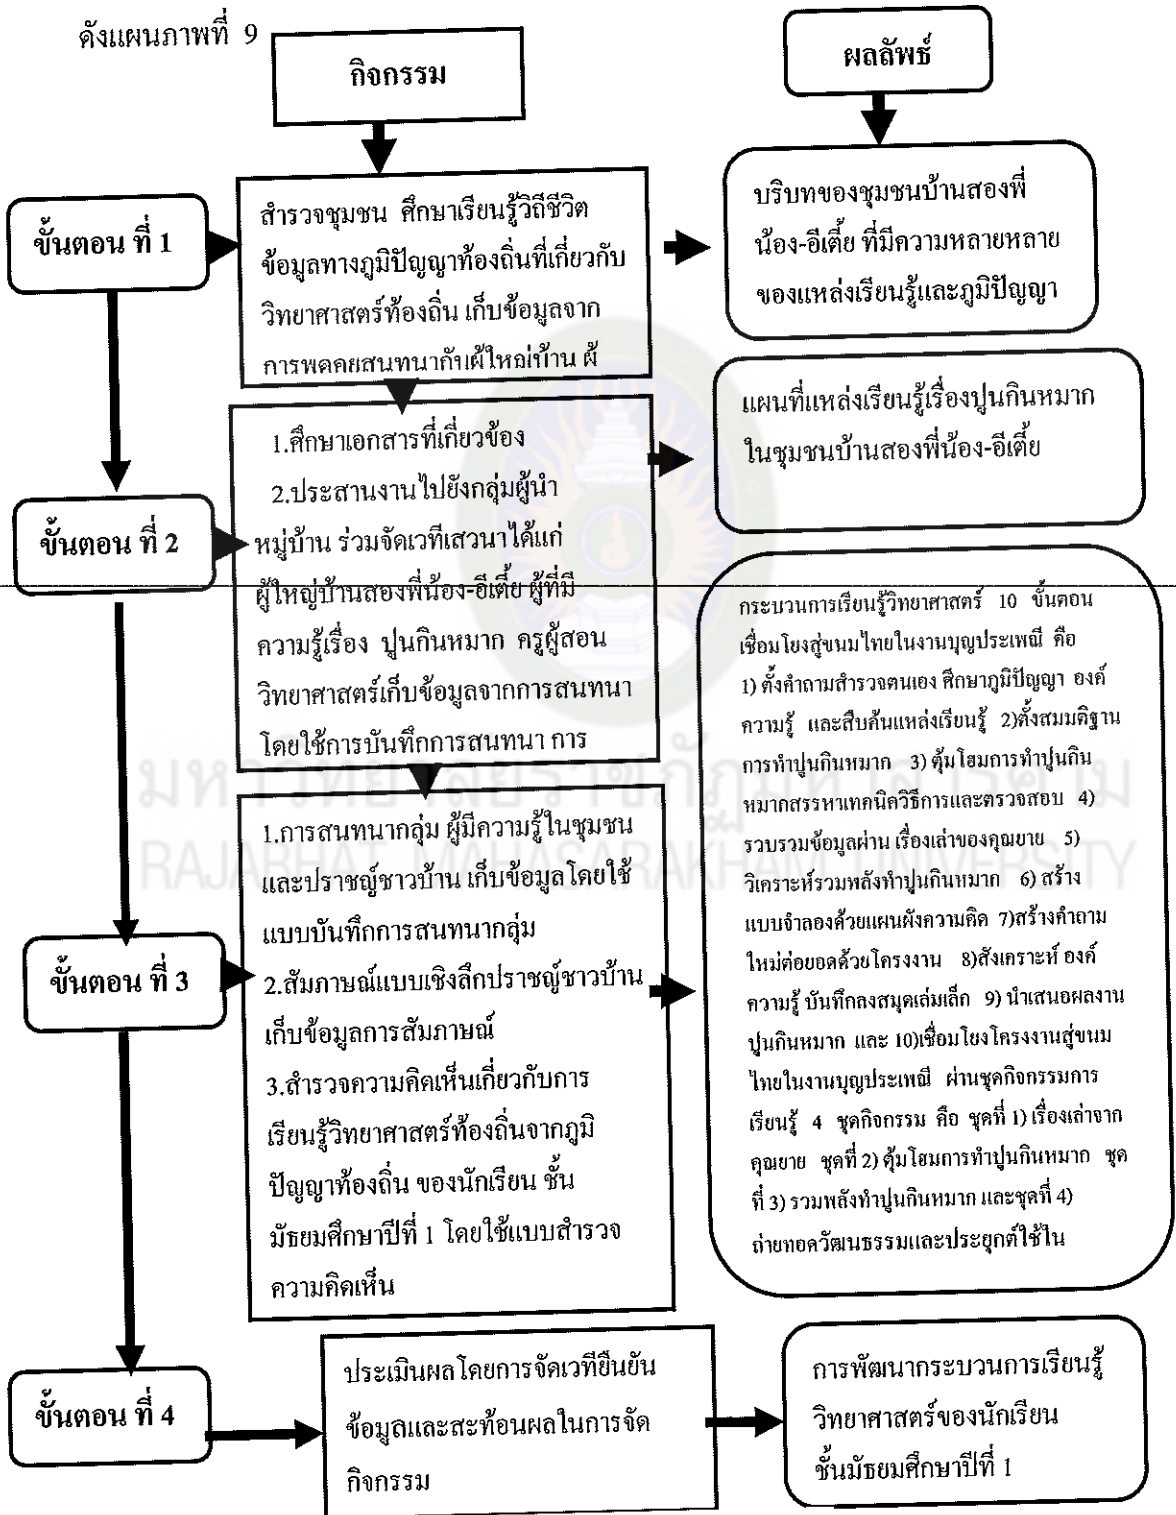 ดังแผนภาพที่ 9
กิจกรรม
ผลลัพธ์
ขั้นตอน ที่ 1
สำรวจชุมชน ศึกษาเรียนรู้วิถีชีวิต
ข้อมูลทางภูมิปัญญาท้องถิ่นที่เกี่ยวกับ
วิทยาศาสตร์ท้องถิ่น เก็บข้อมูลจาก
การพูดคุยสนทนากับผู้ใหญ่บ้าน ผู้
บริบทของชุมชนบ้านสองพี่
น้อง-อีเตี้ย ที่มีความหลายหลาย
ของแหล่งเรียนรู้และภูมิปัญญา
ขั้นตอน ที่ 2
1.ศึกษาเอกสารที่เกี่ยวข้อง
2.ประสานงานไปยังกลุ่มผู้นำ
หมู่บ้าน ร่วมจัดเวทีเสวนาได้แก่
ผู้ใหญ่บ้านสองพี่น้อง-อีเตี้ย ผู้ที่มี
ความรู้เรื่อง ปูนกินหมาก ครูผู้สอน
วิทยาศาสตร์เก็บข้อมูลจากการสนทนา
โดยใช้การบันทึกการสนทนา การ
แผนที่แหล่งเรียนรู้เรื่องปูนกินหมาก
ในชุมชนบ้านสองพี่น้อง-อีเตี้ย
ขั้นตอน ที่ 3
1.การสนทนากลุ่ม ผู้มีความรู้ในชุมชน
และปราชญ์ชาวบ้าน เก็บข้อมูลโดยใช้
แบบบันทึกการสนทนากลุ่ม
2.สัมภาษณ์แบบเชิงลึกปราชญ์ชาวบ้าน
เก็บข้อมูลการสัมภาษณ์
3.สำรวจความคิดเห็นเกี่ยวกับการ
เรียนรู้วิทยาศาสตร์ท้องถิ่นจากภูมิ
ปัญญาท้องถิ่น ของนักเรียน ชั้น
มัธยมศึกษาปีที่ 1 โดยใช้แบบสำรวจ
ความคิดเห็น
กระบวนการเรียนรู้วิทยาศาสตร์ 10 ขั้นตอน
เชื่อมโยงสู่ขนมไทยในงานบุญประเพณี คือ
1) ตั้งคำถามสำรวจตนเอง ศึกษาภูมิปัญญา องค์
ความรู้ และสืบค้นแหล่งเรียนรู้ 2)ตั้งสมมติฐาน
การทำปูนกินหมาก 3) ตุ้มโฮมการทำปูนกิน
หมากสรรหาเทคนิควิธีการและตรวจสอบ 4)
รวบรวมข้อมูลผ่าน เรื่องเล่าของคุณยาย 5)
วิเคราะห์รวมพลังทำปูนกินหมาก 6) สร้าง
แบบจำลองด้วยแผนผังความคิด 7)สร้างคำถาม
ใหม่ต่อยอดด้วยโครงงาน 8)สังเคราะห์ องค์
ความรู้ บันทึกลงสมุดเล่มเล็ก 9) นำเสนอผลงาน
ปูนกินหมาก และ 10)เชื่อมโยงโครงงานสู่ขนม
ไทยในงานบุญประเพณี ผ่านชุดกิจกรรมการ
เรียนรู้ 4 ชุดกิจกรรม คือ ชุดที่ 1) เรื่องเล่าจาก
คุณยาย ชุดที่ 2) ตุ้มโฮมการทำปูนกินหมาก ชุด
ที่ 3) รวมพลังทำปูนกินหมาก และชุดที่ 4)
ถ่ายทอดวัฒนธรรมและประยุกต์ใช้ใน
ขั้นตอน ที่ 4
ประเมินผลโดยการจัดเวทียืนยัน
ข้อมูลและสะท้อนผลในการจัด
กิจกรรม
การพัฒนากระบวนการเรียนรู้
วิทยาศาสตร์ของนักเรียน
ชั้นมัธยมศึกษาปีที่ 1
มหาวิทยาลัยราชภัฏมหาสารคาม
RAJABHAT MAHASARAKHAM UNIVERSITY